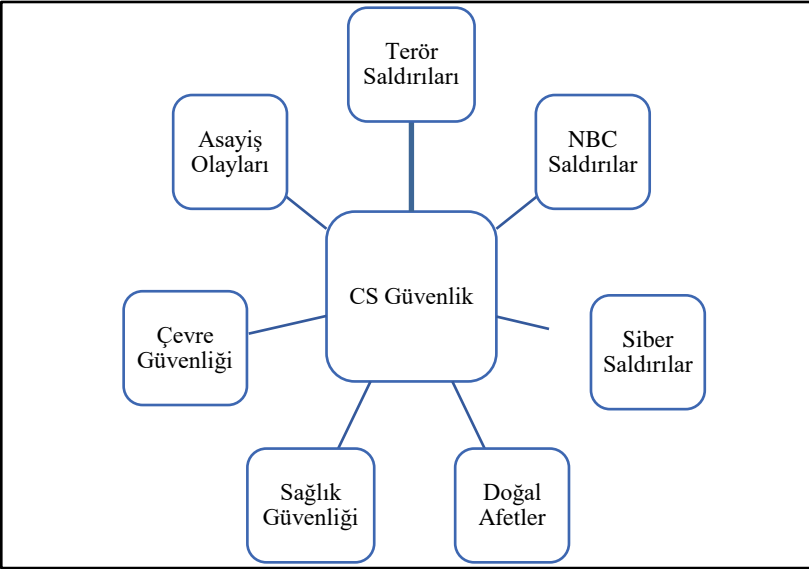 Terör
Saldırıları
Asayiş
Olayları
NBC
Saldırılar
CS Güvenlik
Çevre
Güvenliği
Siber
Saldırılar
Sağlık
Güvenliği
Doğal
Afetler